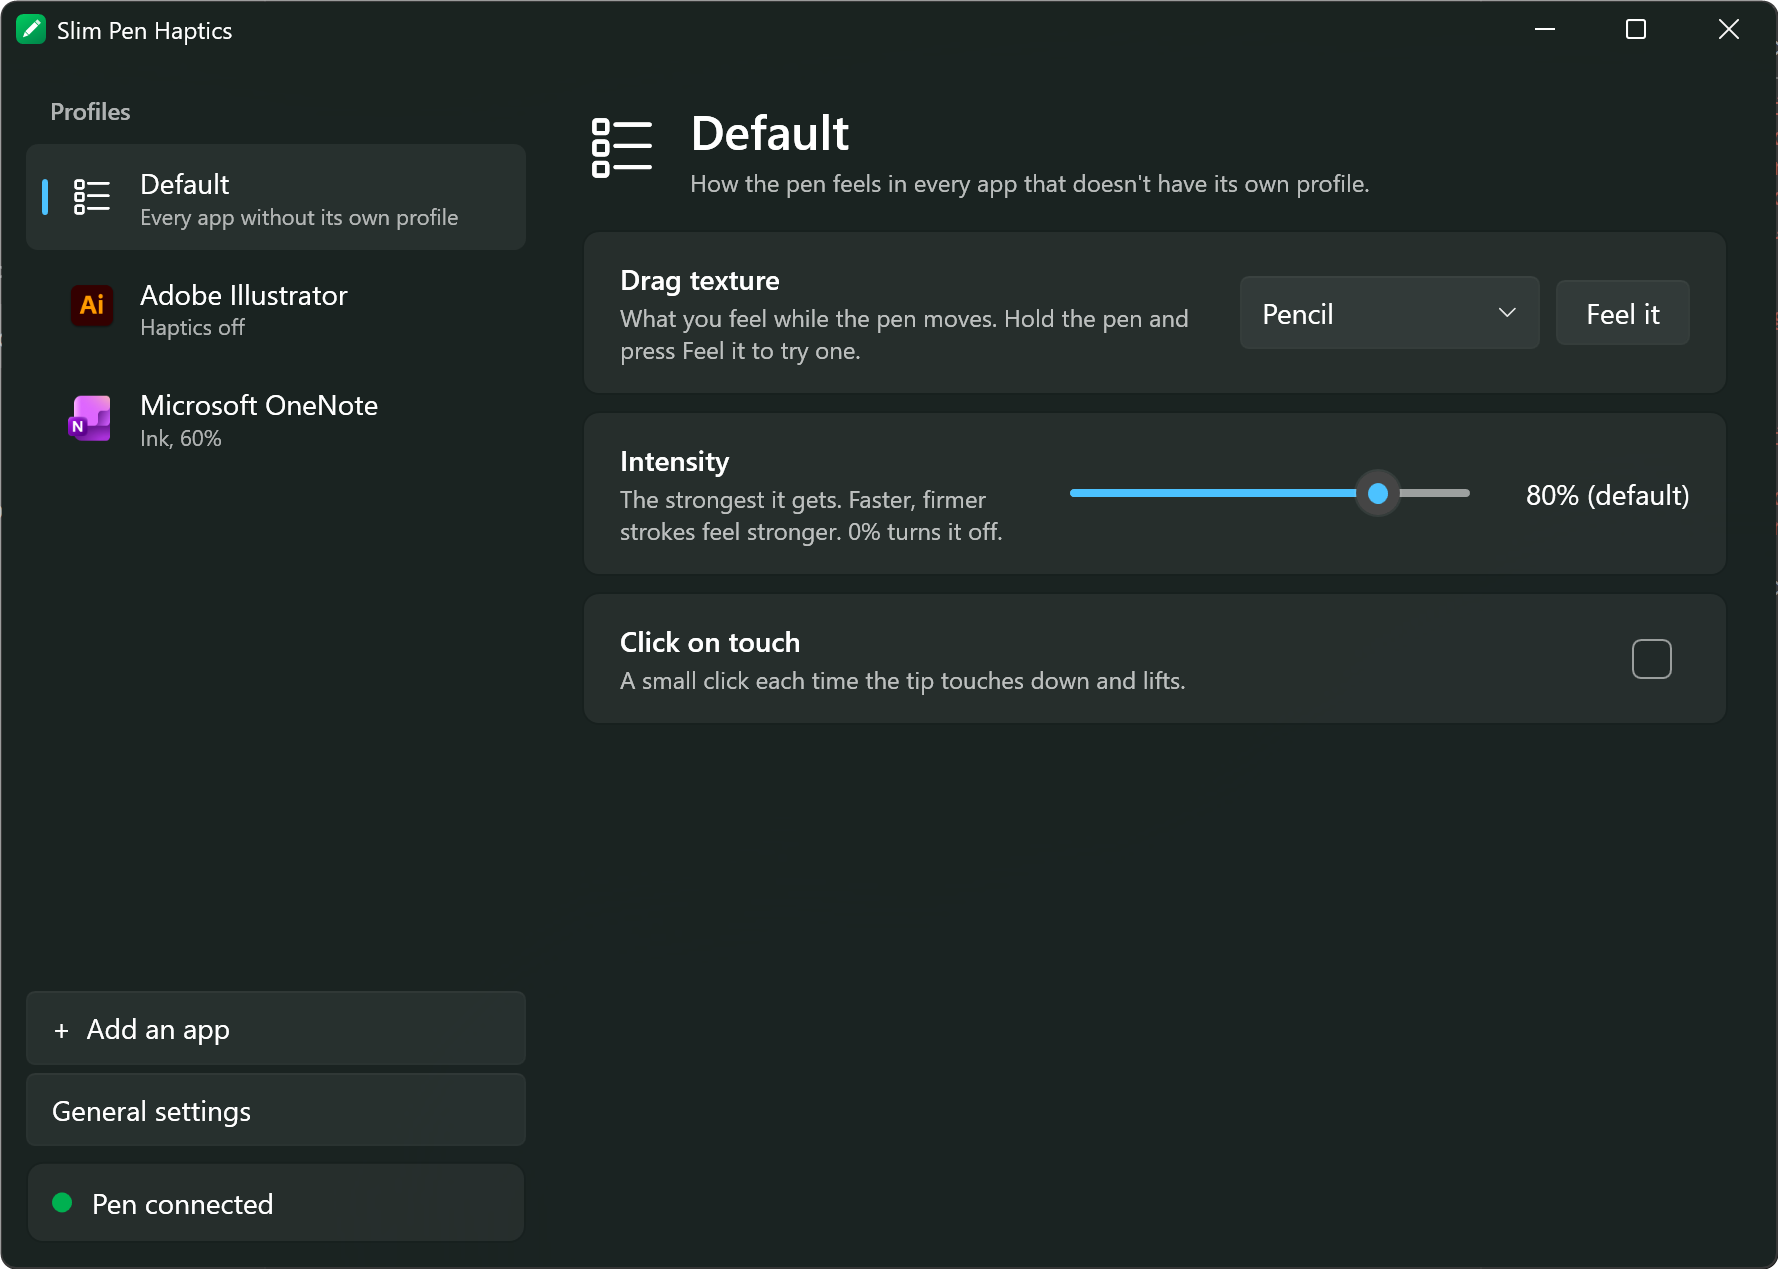 Slim Pen Haptics
Profiles
Default
Every app without its own profile
Ai
Adobe Illustrator
Haptics off
N
Microsoft OneNote
Ink, 60%
+ Add an app
General settings
Pen connected
Default
How the pen feels in every app that doesn't have its own profile.
Drag texture
What you feel while the pen moves. Hold the pen and
press Feel it to try one.
Pencil
Feel it
Intensity
The strongest it gets. Faster, firmer
strokes feel stronger. 0% turns it off.
80% (default)
Click on touch
A small click each time the tip touches down and lifts.